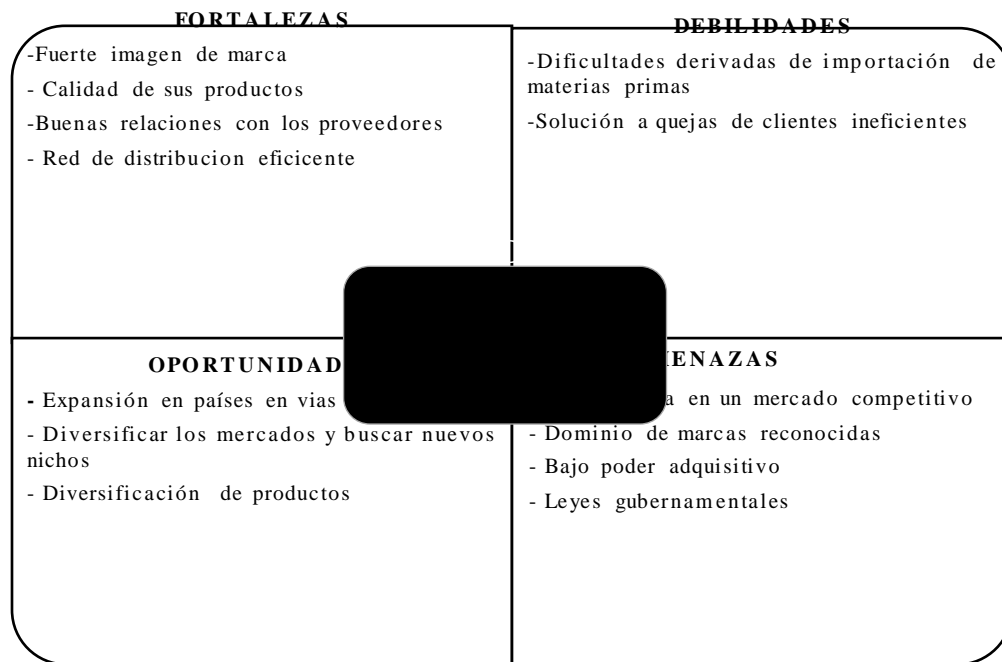 FORTALEZAS
-Fuerte imagen de marca
- Calidad de sus productos
-Buenas relaciones con los proveedores
- Red de distribucion eficicente
DEBILIDADES
-Dificultades derivadas de importación de
materias primas
-Solución a quejas de clientes ineficientes
OPORTUNIDAD
- Expansión en países en vias
- Diversificar los mercados y buscar nuevos
nichos
- Diversificación de productos
ENAZAS
a en un mercado competitivo
- Dominio de marcas reconocidas
- Bajo poder adquisitivo
- Leyes gubernamentales